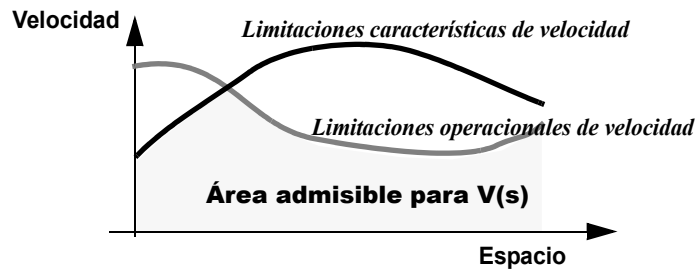 Velocidad
Limitaciones características de velocidad
Limitaciones operacionales de velocidad
Área admisible para V(s)
Espacio